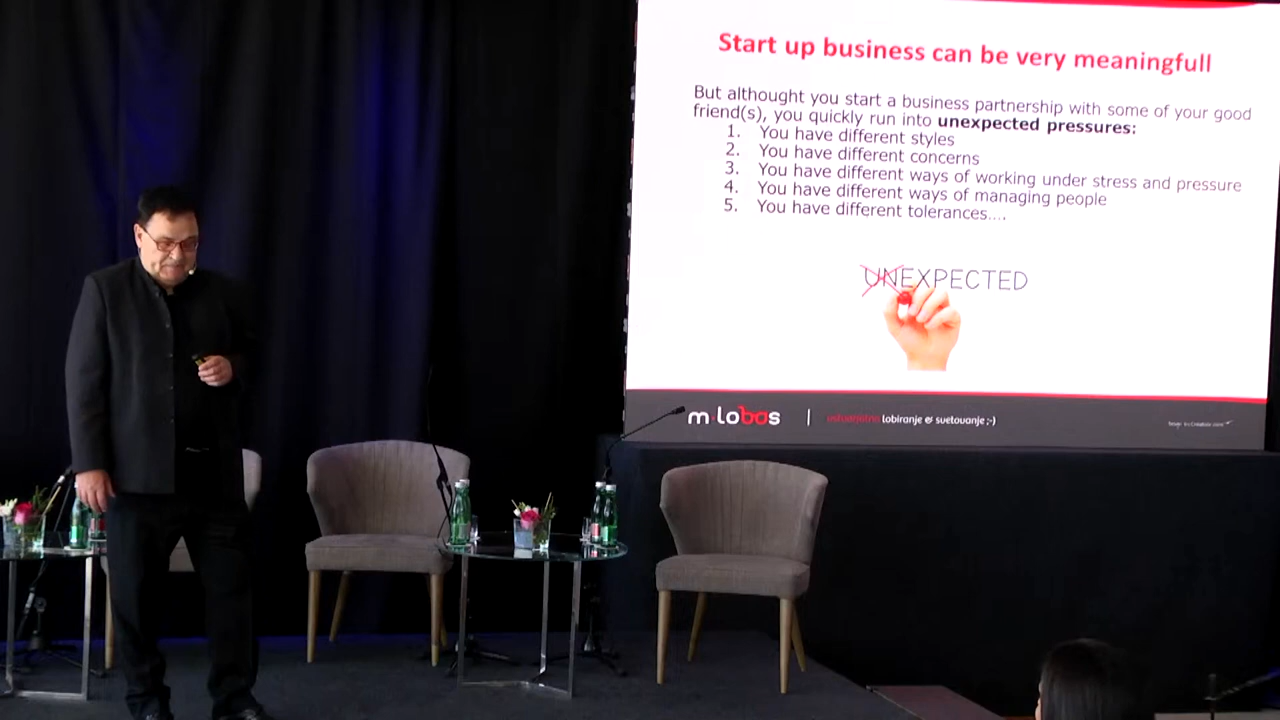 Start up business can be very meaningfull
But althought you start a business partnership with some of your good
friend(s), you quickly run into unexpected pressures:
1. You have different styles
2. You have different concerns
3. You have different ways of working under stress and pressure
4. You have different ways of managing people
5. You have different tolerances....
UNEXPECTED
m·lobos | lobiranje & svetovanje ;-)